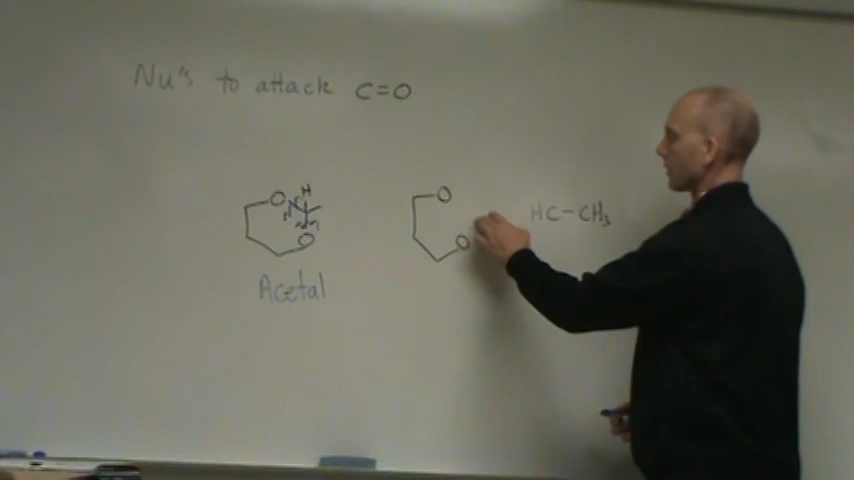 Nu's to attack C=O
O H O O O HC-CH₃
Acetal